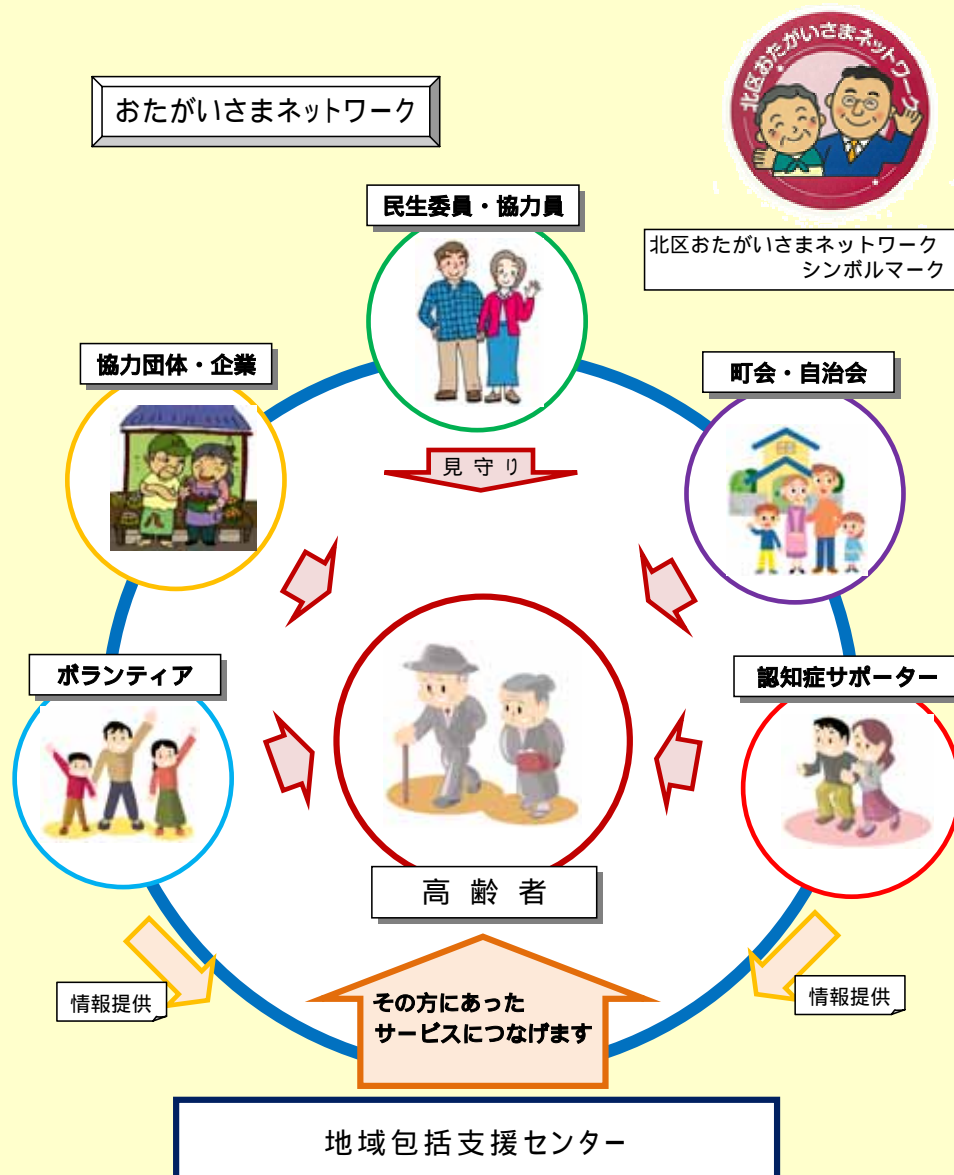 おたがいさまネットワーク
北区おたがいさまネットワーク
北区おたがいさまネットワーク
シンボルマーク
民生委員・協力員
協力団体・企業
町会・自治会
見守り
ボランティア
認知症サポーター
高齢者
情報提供
情報提供
その方にあった
サービスにつなげます
地域包括支援センター